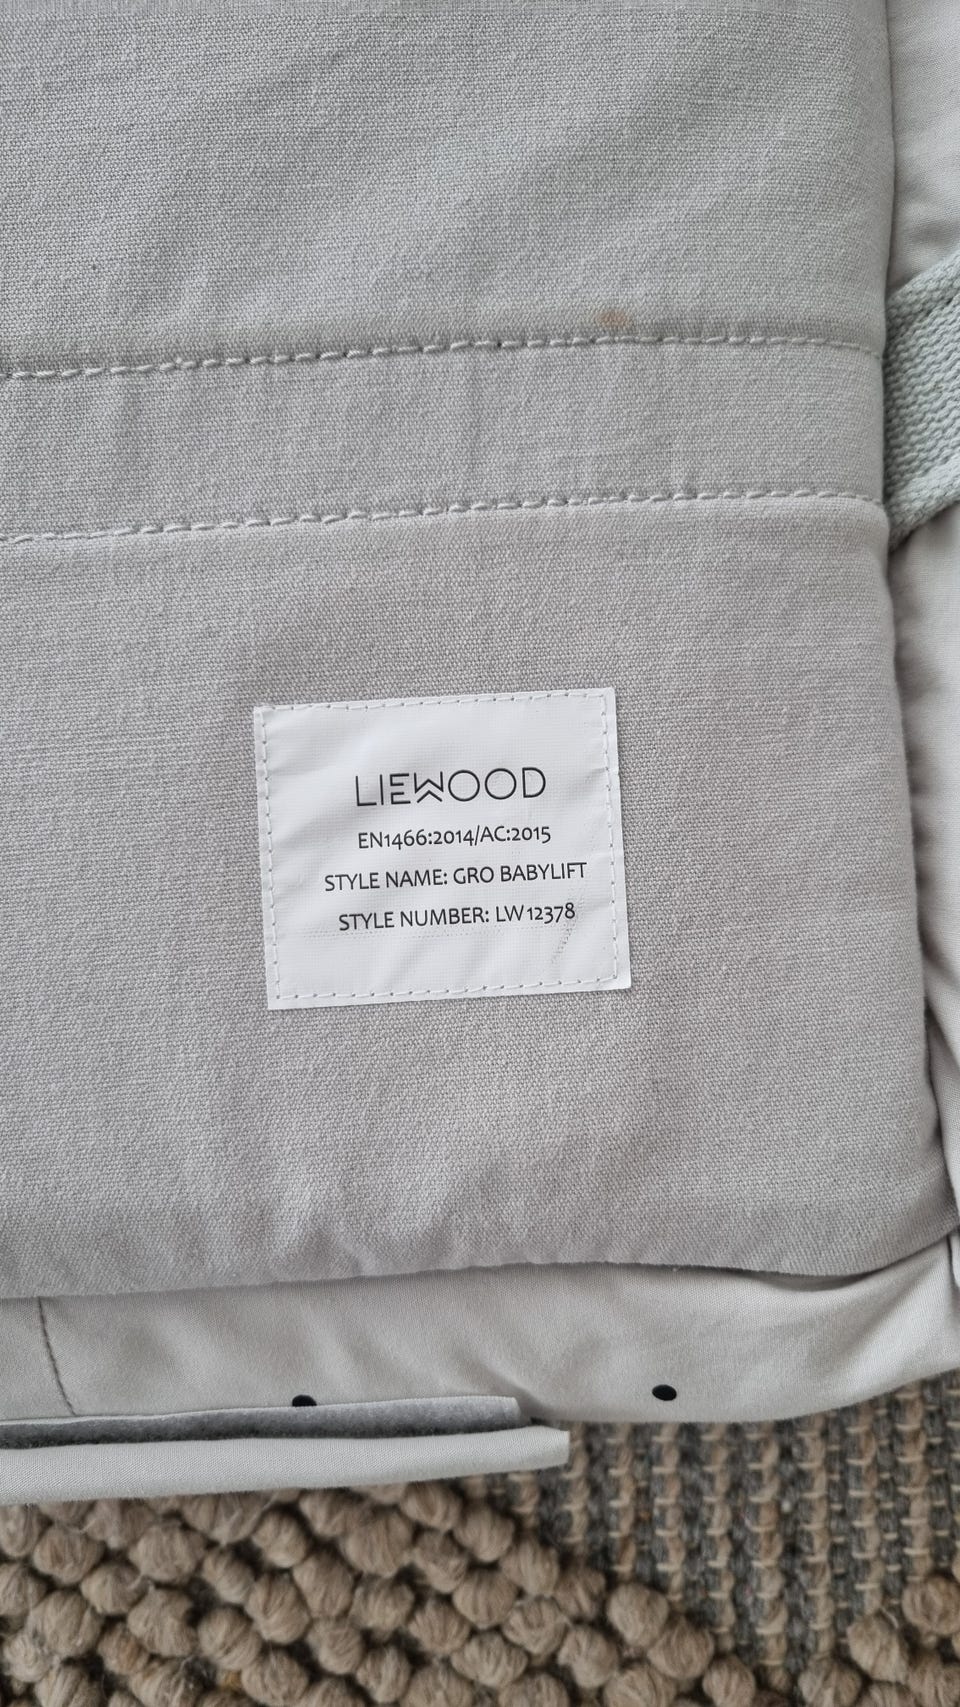 LIEWOOD
EN1466:2014/AC:2015
STYLE NAME: GRO BABYLIFT
STYLE NUMBER: LW12378